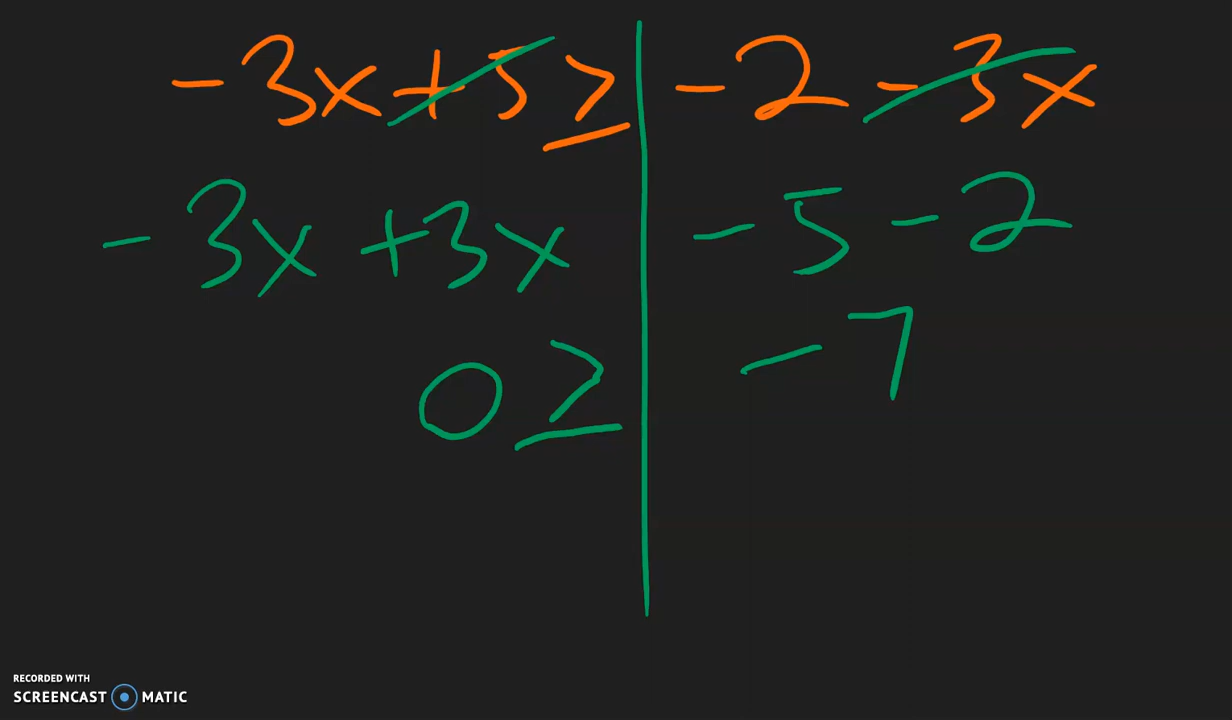 -3x+5≥ -2-3x
-3x+3x -5-2
0≥ -7
RECORDED WITH
SCREENCAST MATIC